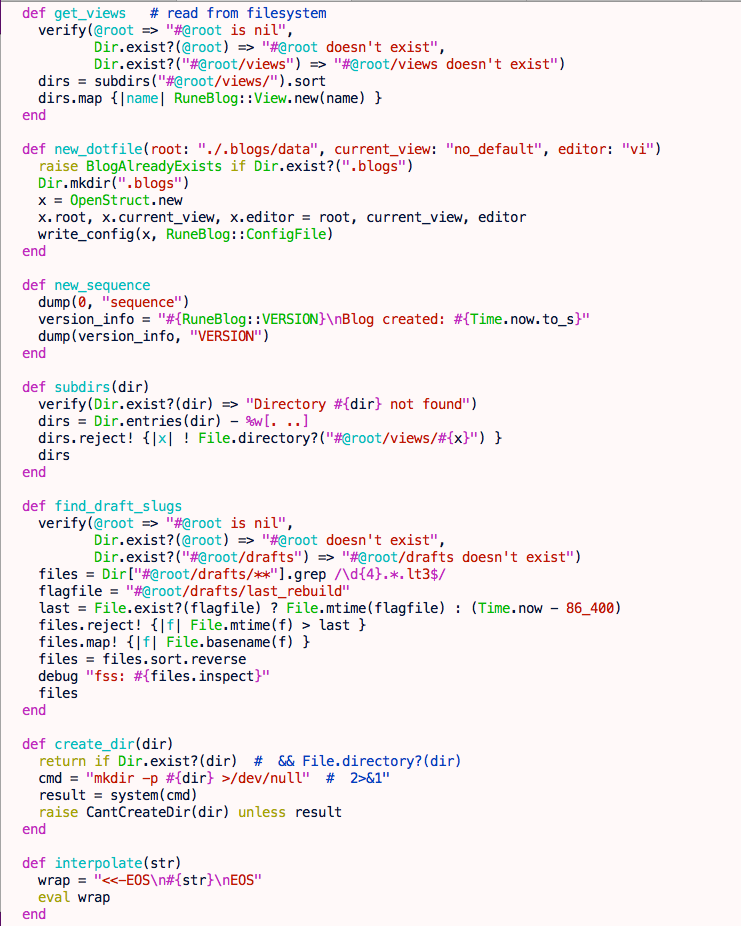 def get_views   # read from filesystem
  verify(@root => "#@root is nil",
         Dir.exist?(@root) => "#@root doesn't exist",
         Dir.exist?("#@root/views") => "#@root/views doesn't exist")
  dirs = subdirs("#@root/views/").sort
  dirs.map {|name| RuneBlog::View.new(name) }
end

def new_dotfile(root: "./.blogs/data", current_view: "no_default", editor: "vi")
  raise BlogAlreadyExists if Dir.exist?(".blogs")
  Dir.mkdir(".blogs")
  x = OpenStruct.new
  x.root, x.current_view, x.editor = root, current_view, editor
  write_config(x, RuneBlog::ConfigFile)
end

def new_sequence
  dump(0, "sequence")
  version_info = "#{RuneBlog::VERSION}\nBlog created: #{Time.now.to_s}"
  dump(version_info, "VERSION")
end

def subdirs(dir)
  verify(Dir.exist?(dir) => "Directory #{dir} not found")
  dirs = Dir.entries(dir) - %w[. ..]
  dirs.reject! {|x| ! File.directory?("#@root/views/#{x}") }
  dirs
end

def find_draft_slugs
  verify(@root => "#@root is nil",
         Dir.exist?(@root) => "#@root doesn't exist",
         Dir.exist?("#@root/drafts") => "#@root/drafts doesn't exist")
  files = Dir["#@root/drafts/**"].grep /\d{4}.*.lt3$/
  flagfile = "#@root/drafts/last_rebuild"
  last = File.exist?(flagfile) ? File.mtime(flagfile) : (Time.now - 86_400)
  files.reject! {|f| File.mtime(f) > last }
  files.map! {|f| File.basename(f) }
  files = files.sort.reverse
  debug "fss: #{files.inspect}"
  files
end

def create_dir(dir)
  return if Dir.exist?(dir)  #  && File.directory?(dir)
  cmd = "mkdir -p #{dir} >/dev/null"  #  2>&1"
  result = system(cmd)
  raise CantCreateDir(dir) unless result
end

def interpolate(str)
  wrap = "<<-EOS\n#{str}\nEOS"
  eval wrap
end